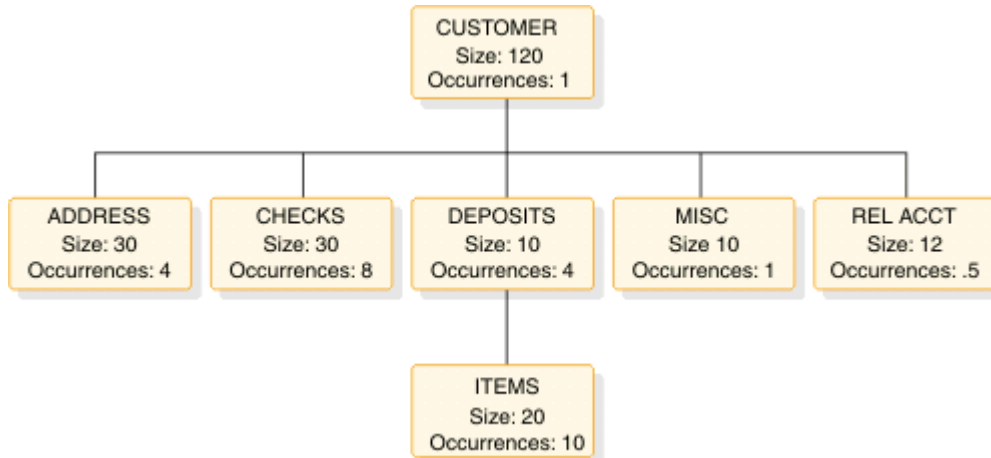 CUSTOMER
Size: 120
Occurrences: 1
ADDRESS
Size: 30
Occurrences: 4
CHECKS
Size: 30
Occurrences: 8
DEPOSITS
Size: 10
Occurrences: 4
MISC
Size 10
Occurrences: 1
REL ACCT
Size: 12
Occurrences: .5
ITEMS
Size: 20
Occurrences: 10